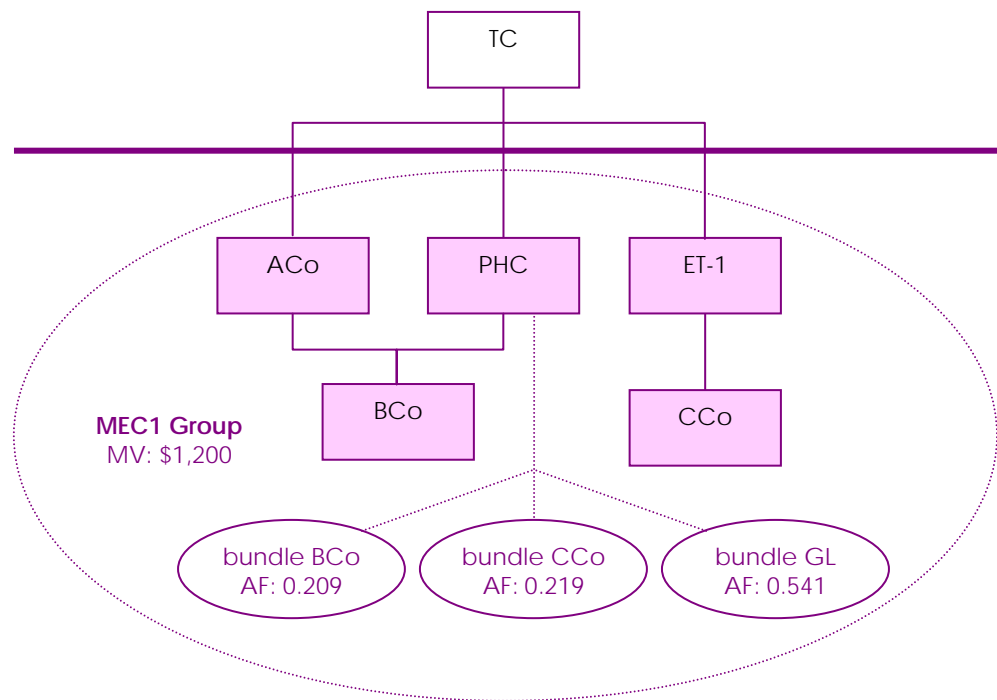 TC
ACo
PHC
ET-1
BCo
CCo
MEC1 Group
MV: $1,200
bundle BCo
AF: 0.209
bundle CCo
AF: 0.219
bundle GL
AF: 0.541